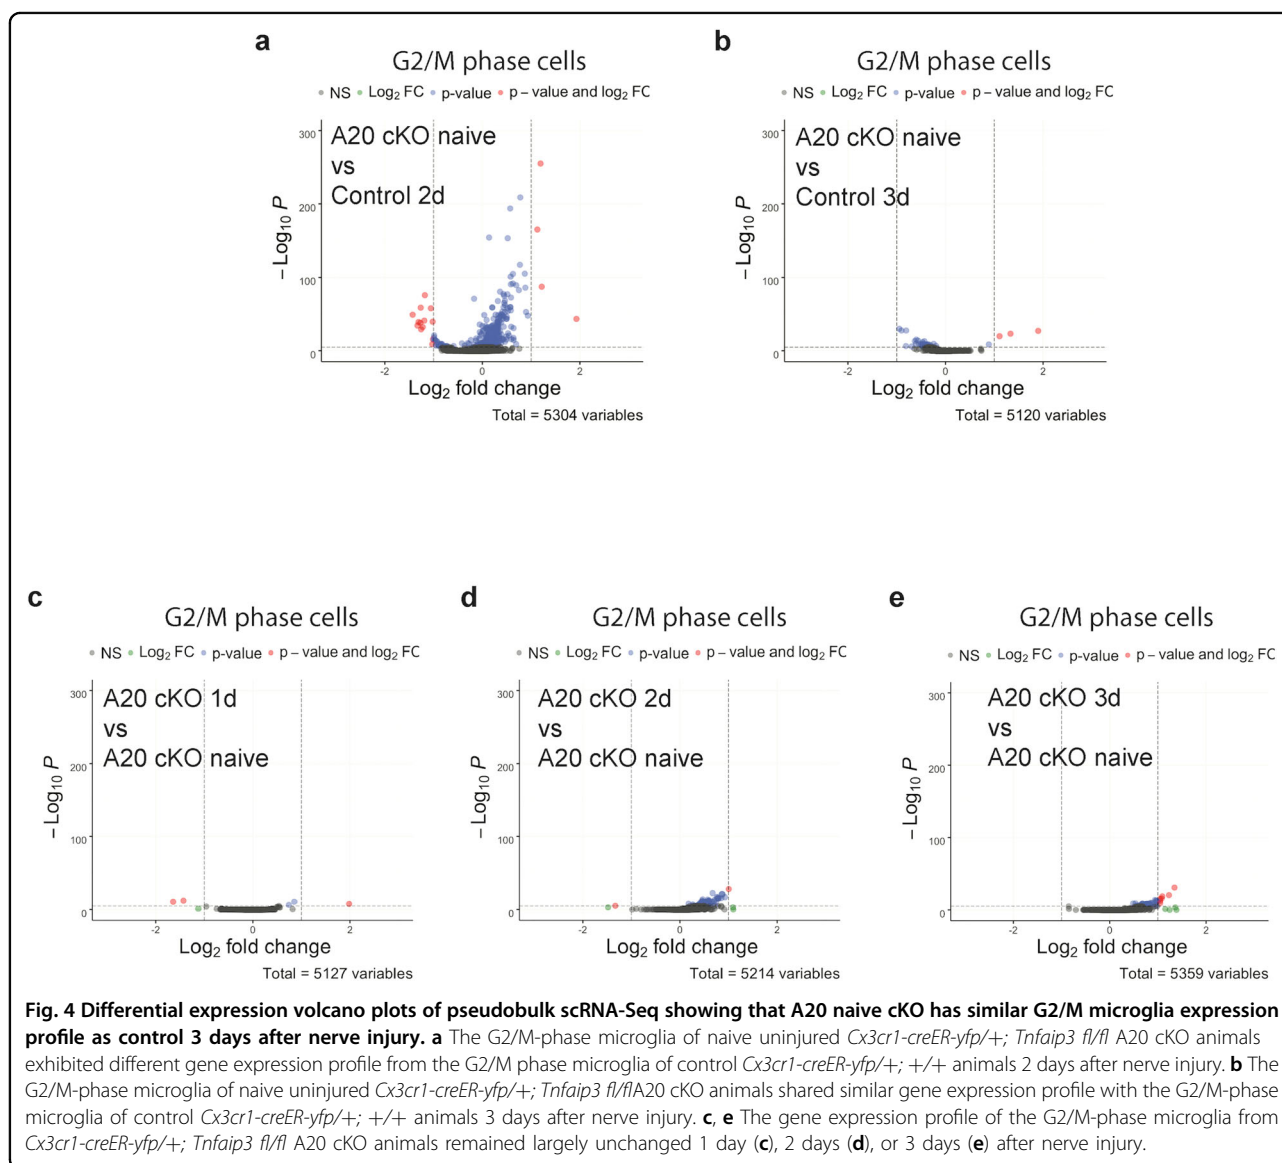 a
G2/M phase cells
NS Log2 FC p-value p – value and log2 FC
A20 cKO naive
vs
Control 2d
300
200
100
0
– Log10 P
-2 0 2
Log2 fold change
Total = 5304 variables
b
G2/M phase cells
NS Log2 FC p-value p – value and log2 FC
A20 cKO naive
vs
Control 3d
300
200
100
0
– Log10 P
-2 0 2
Log2 fold change
Total = 5120 variables
c
G2/M phase cells
NS Log2 FC p-value p – value and log2 FC
A20 cKO 1d
vs
A20 cKO naive
300
200
100
0
– Log10 P
-2 0 2
Log2 fold change
Total = 5127 variables
d
G2/M phase cells
NS Log2 FC p-value p – value and log2 FC
A20 cKO 2d
vs
A20 cKO naive
300
200
100
0
– Log10 P
-2 0 2
Log2 fold change
Total = 5214 variables
e
G2/M phase cells
NS Log2 FC p-value p – value and log2 FC
A20 cKO 3d
vs
A20 cKO naive
300
200
100
0
– Log10 P
-2 0 2
Log2 fold change
Total = 5359 variables
Fig. 4 Differential expression volcano plots of pseudobulk scRNA-Seq showing that A20 naive cKO has similar G2/M microglia expression
profile as control 3 days after nerve injury. a The G2/M-phase microglia of naive uninjured Cx3cr1-creER-yfp/+; Tnfaip3 fl/fl A20 cKO animals
exhibited different gene expression profile from the G2/M phase microglia of control Cx3cr1-creER-yfp/+; +/+ animals 2 days after nerve injury. b The
G2/M-phase microglia of naive uninjured Cx3cr1-creER-yfp/+; Tnfaip3 fl/flA20 cKO animals shared similar gene expression profile with the G2/M-phase
microglia of control Cx3cr1-creER-yfp/+; +/+ animals 3 days after nerve injury. c, e The gene expression profile of the G2/M-phase microglia from
Cx3cr1-creER-yfp/+; Tnfaip3 fl/fl A20 cKO animals remained largely unchanged 1 day (c), 2 days (d), or 3 days (e) after nerve injury.